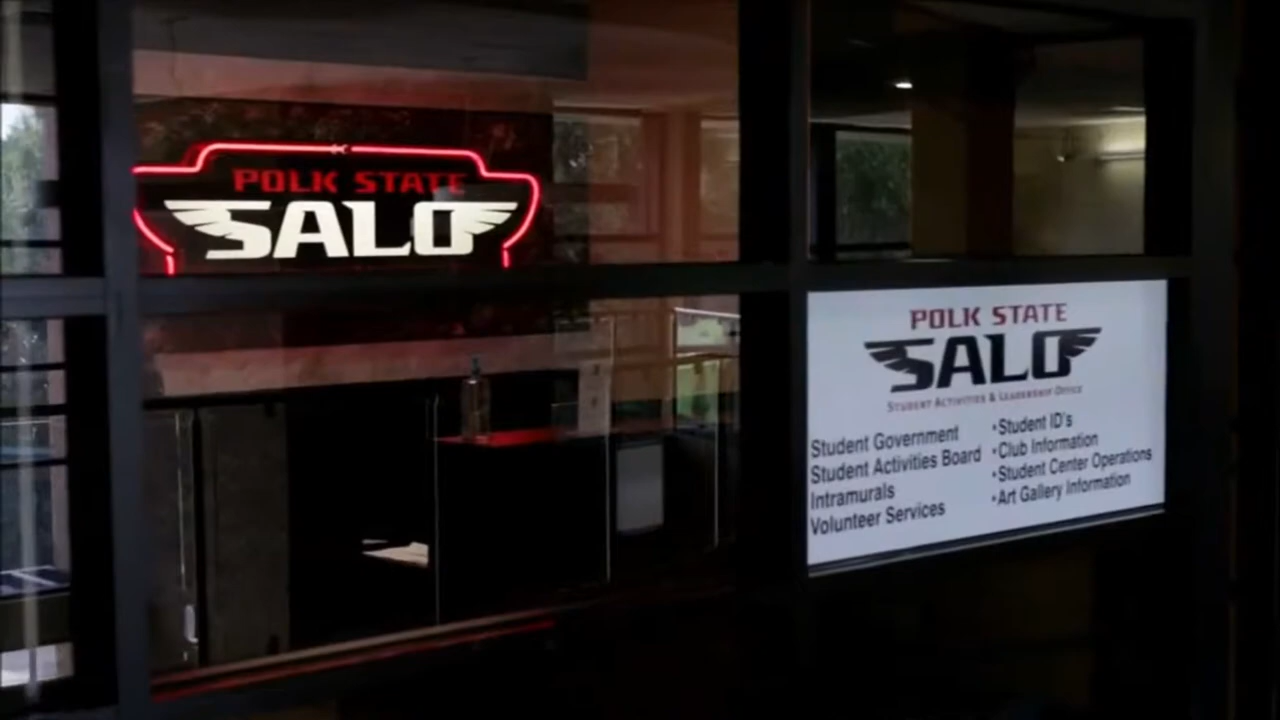 POLK STATE
SALO
POLK STATE
SALO
STUDENT ACTIVITIES & LEADERSHIP OFFICE
Student Government
Student Activities Board
Intramurals
Volunteer Services
•Student ID's
•Club Information
•Student Center Operations
•Art Gallery Information